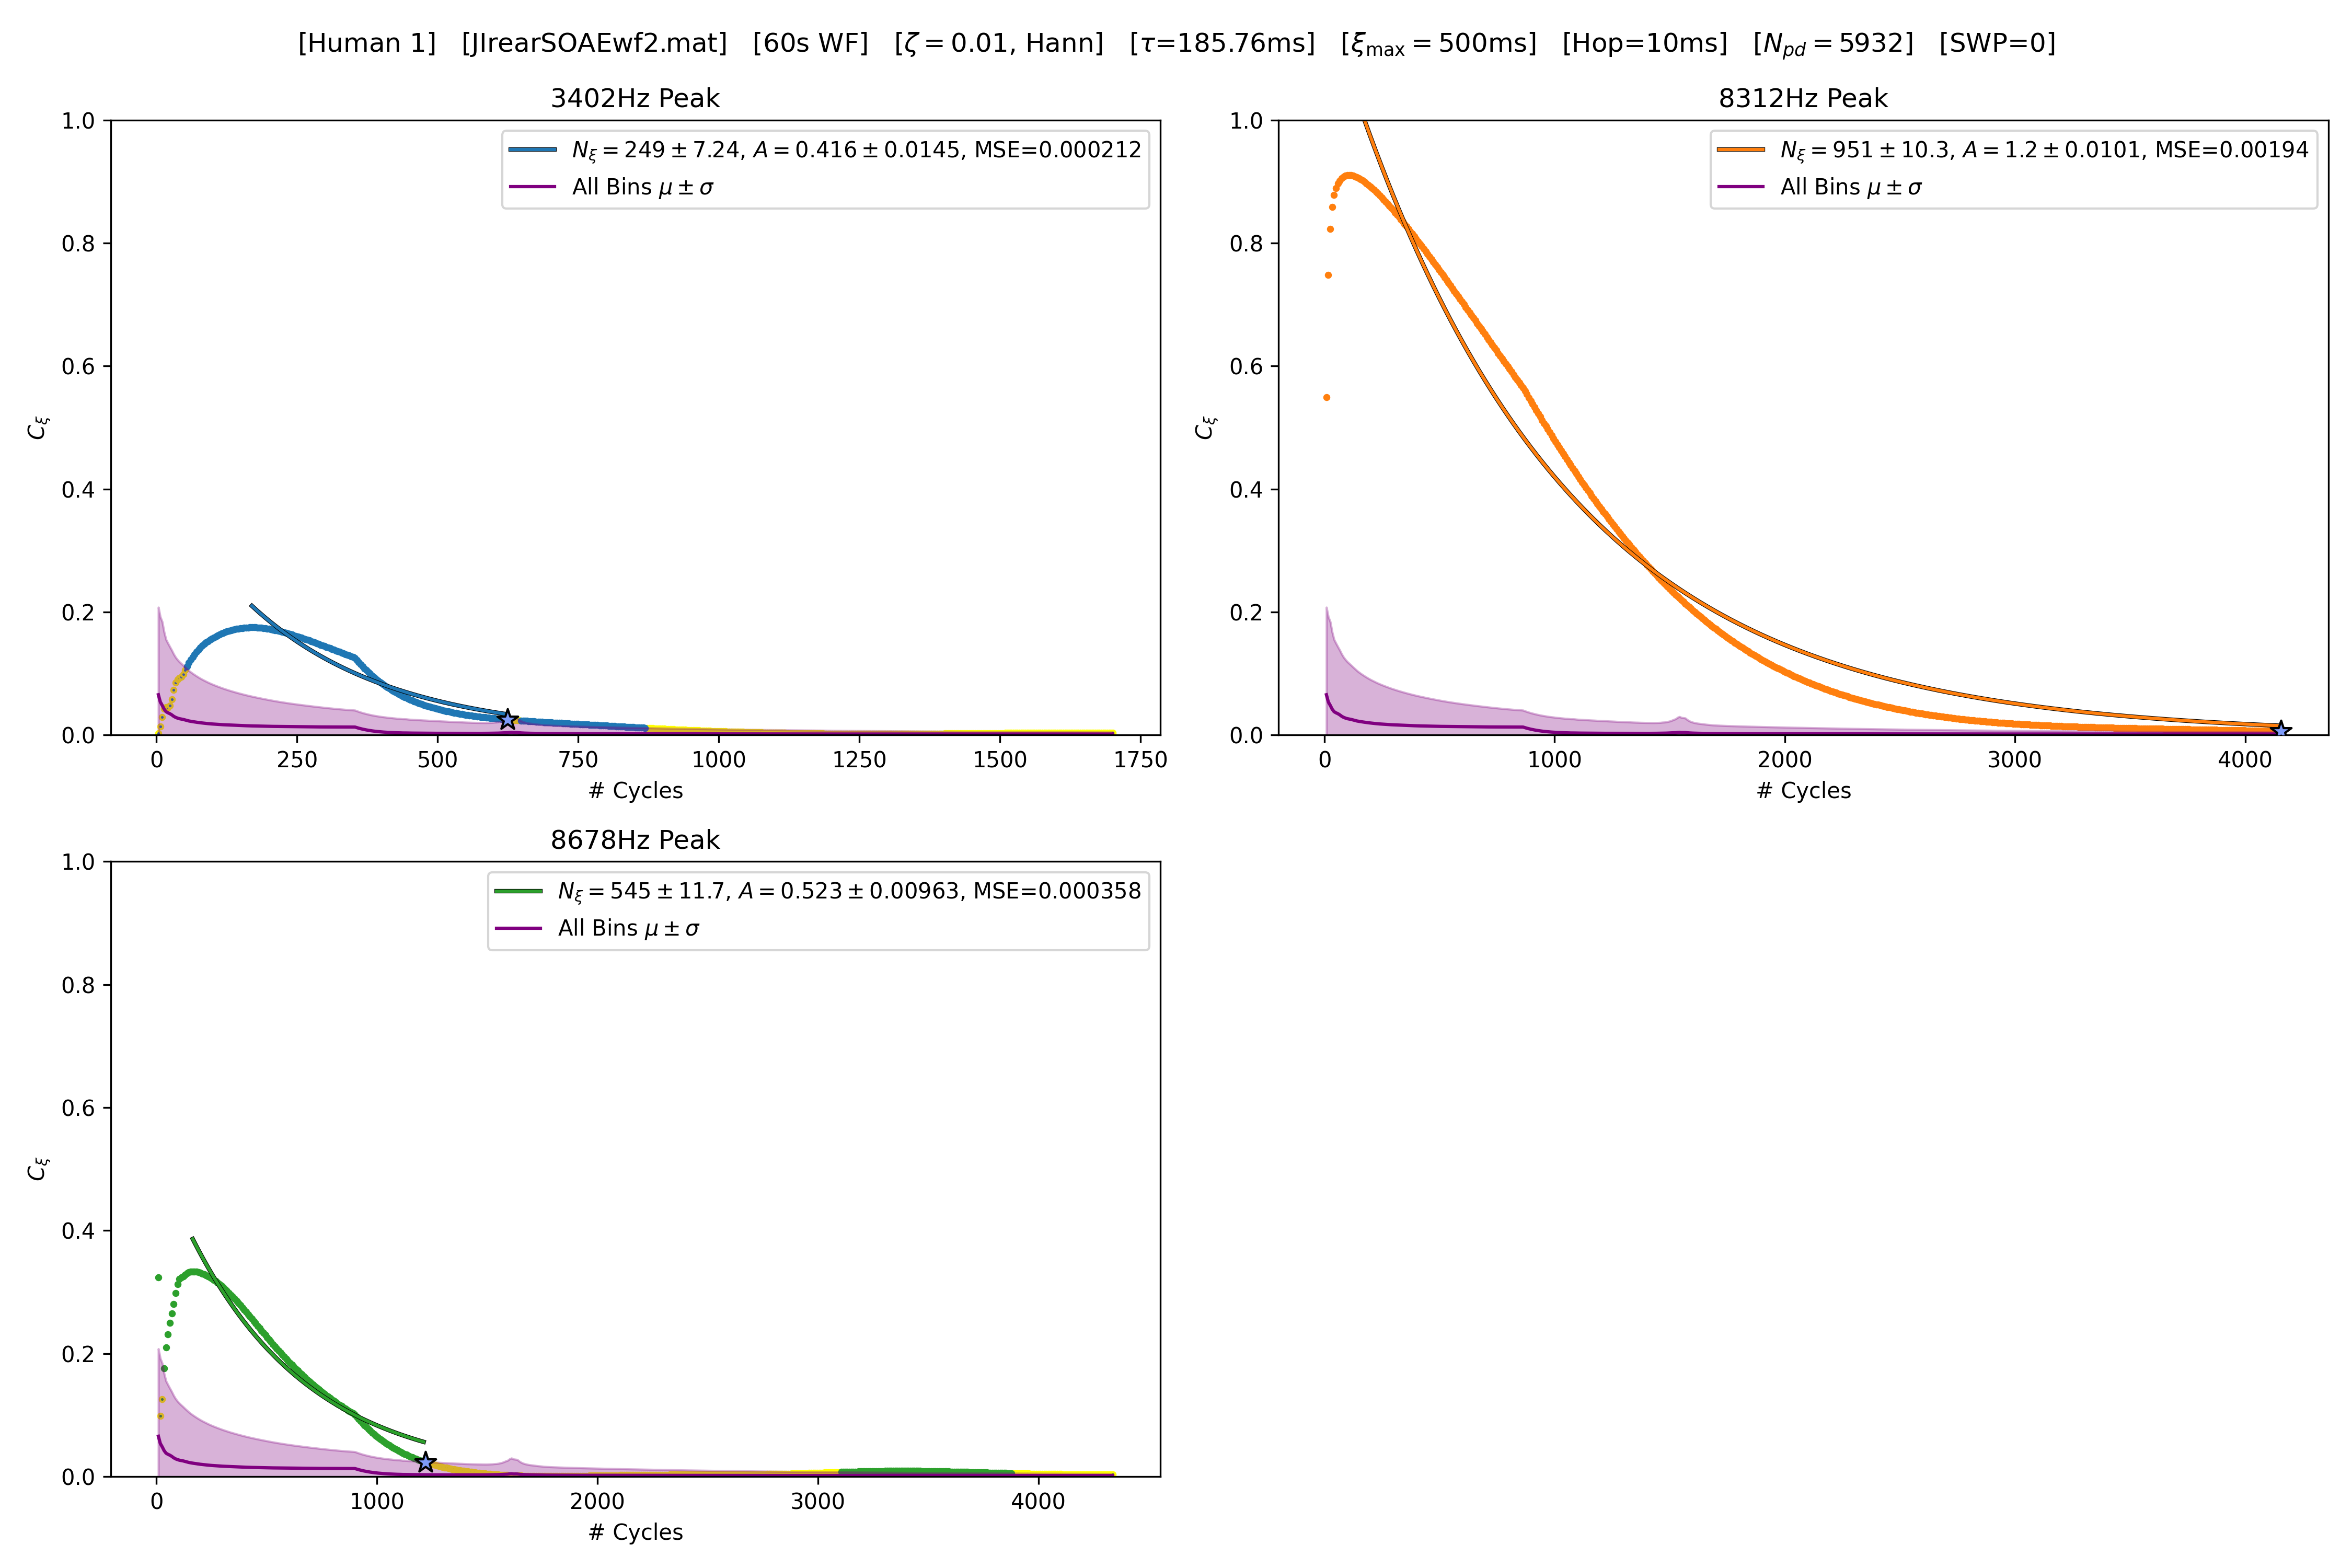 [Human 1] [JIrearSOAEwf2.mat] [60s WF] [ζ = 0.01, Hann] [τ=185.76ms] [ξmax = 500ms] [Hop=10ms] [Npd = 5932] [SWP=0]
3402Hz Peak
1.0
0.8
0.6
0.4
0.2
0.0
Cξ
Nξ = 249 ± 7.24, A = 0.416 ± 0.0145, MSE=0.000212
All Bins μ ± σ
0 250 500 750 1000 1250 1500 1750
# Cycles
8312Hz Peak
1.0
0.8
0.6
0.4
0.2
0.0
Cξ
Nξ = 951 ± 10.3, A = 1.2 ± 0.0101, MSE=0.00194
All Bins μ ± σ
0 1000 2000 3000 4000
# Cycles
8678Hz Peak
1.0
0.8
0.6
0.4
0.2
0.0
Cξ
Nξ = 545 ± 11.7, A = 0.523 ± 0.00963, MSE=0.000358
All Bins μ ± σ
0 1000 2000 3000 4000
# Cycles